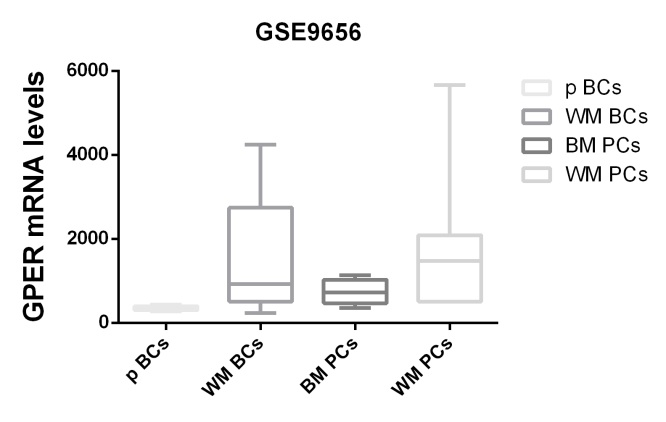 GSE9656
GPER mRNA levels
6000
4000
2000
0
p BCs
WM BCs
BM PCs
WM PCs
p BCs
WM BCs
BM PCs
WM PCs